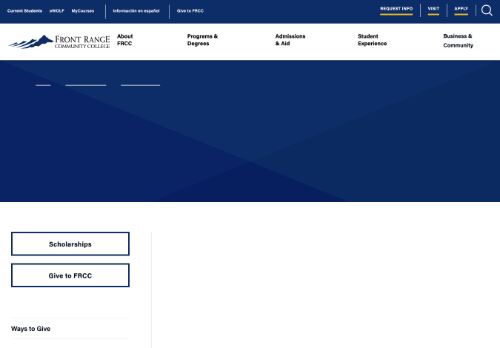 Current Students eWOLF MyCourses Información en español Give to FRCC REQUEST INFO VISIT APPLY
FRONT RANGE
COMMUNITY COLLEGE
About
FRCC
Programs &
Degrees
Admissions
& Aid
Student
Experience
Business &
Community
Scholarships
Give to FRCC
Ways to Give